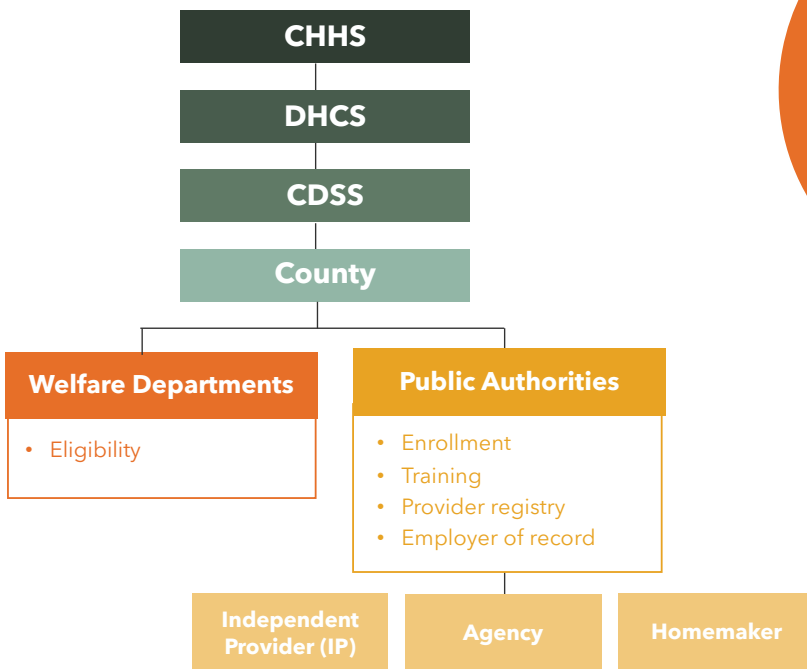 CHHS
DHCS
CDSS
County
Welfare Departments
• Eligibility
Public Authorities
• Enrollment
• Training
• Provider registry
• Employer of record
Independent
Provider (IP)
Agency
Homemaker